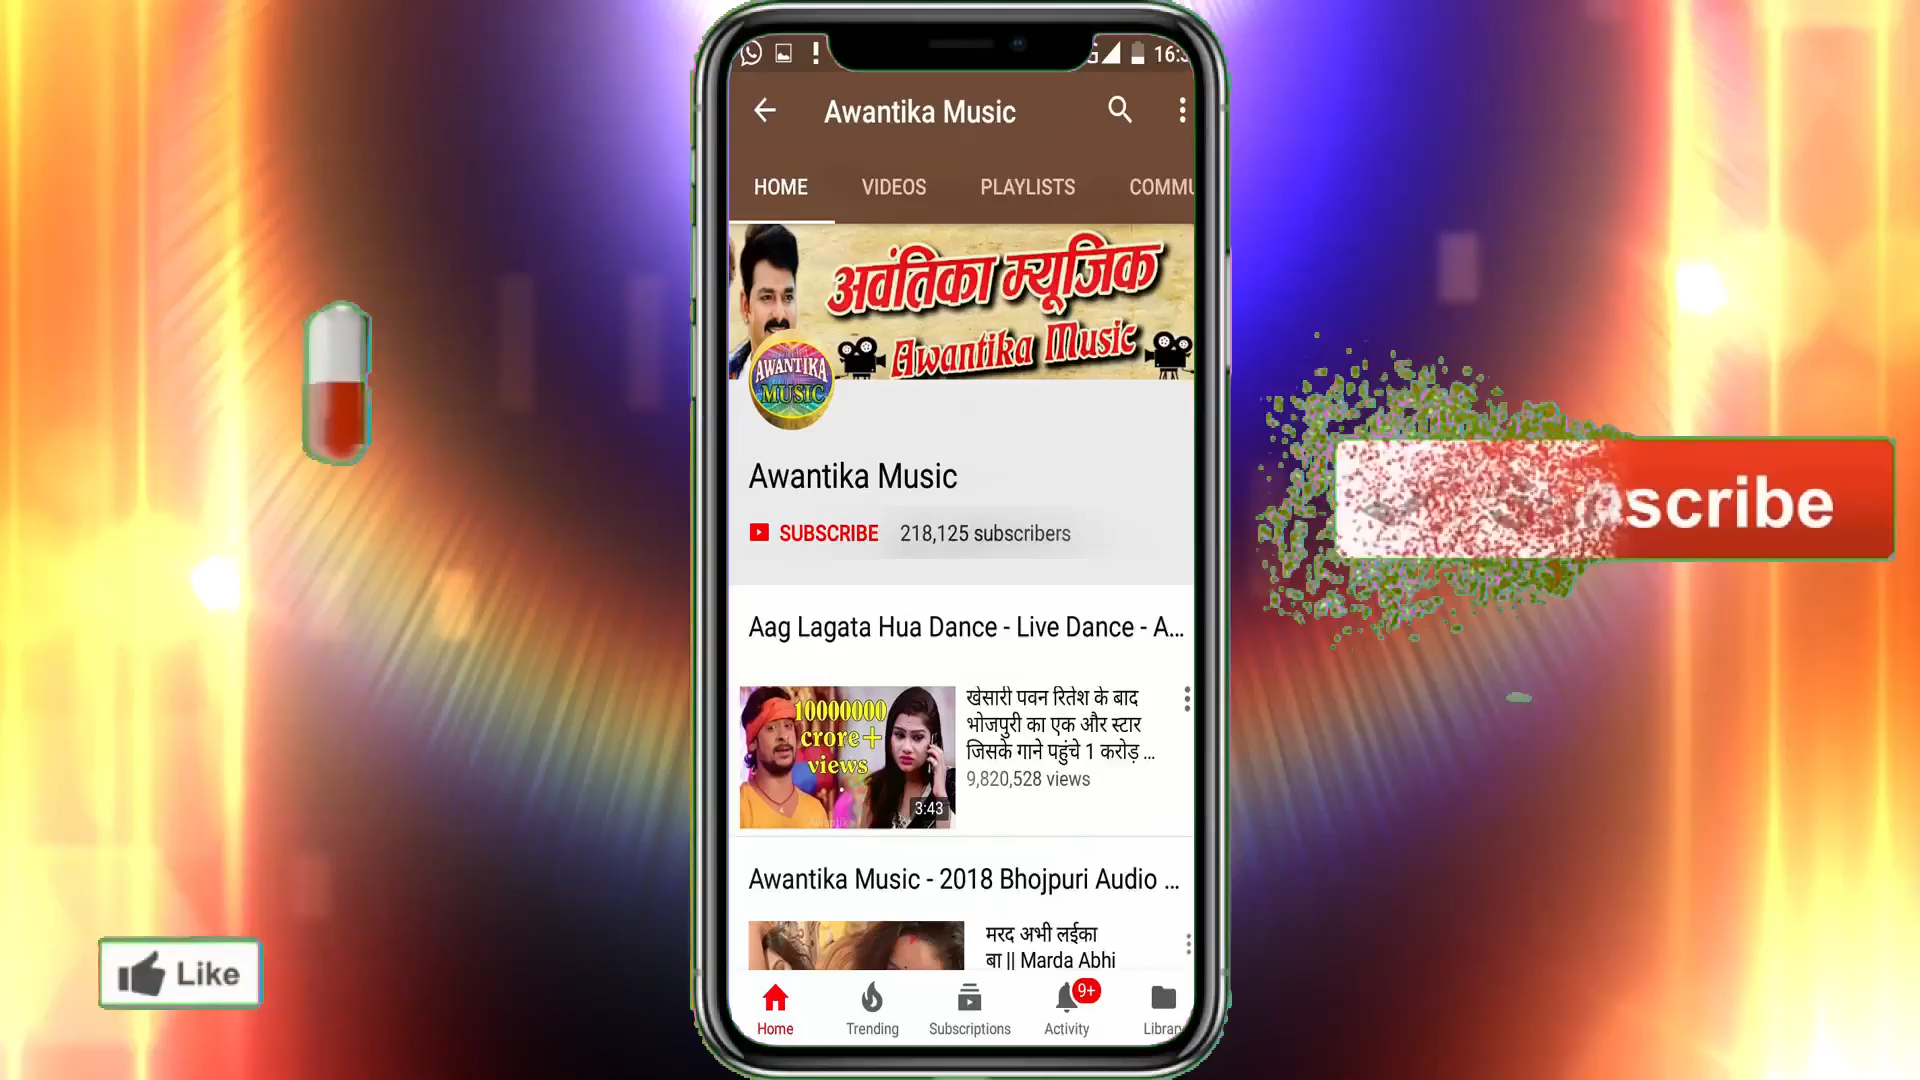 16:3
Awantika Music
HOME VIDEOS PLAYLISTS COMMU
अवंतिका म्यूजिक
Awantika Music
AWANTIKA
MUSIC
Awantika Music
SUBSCRIBE 218,125 subscribers
scribe
Aag Lagata Hua Dance - Live Dance - A...
10000000
crore+
views
3:43
Awantika
खेसारी पवन रितेश के बाद
भोजपुरी का एक और स्टार
जिसके गाने पहुंचे 1 करोड़ ...
9,820,528 views
Awantika Music - 2018 Bhojpuri Audio ...
मरद अभी लईका
बा || Marda Abhi
Like
9+
Home Trending Subscriptions Activity Library